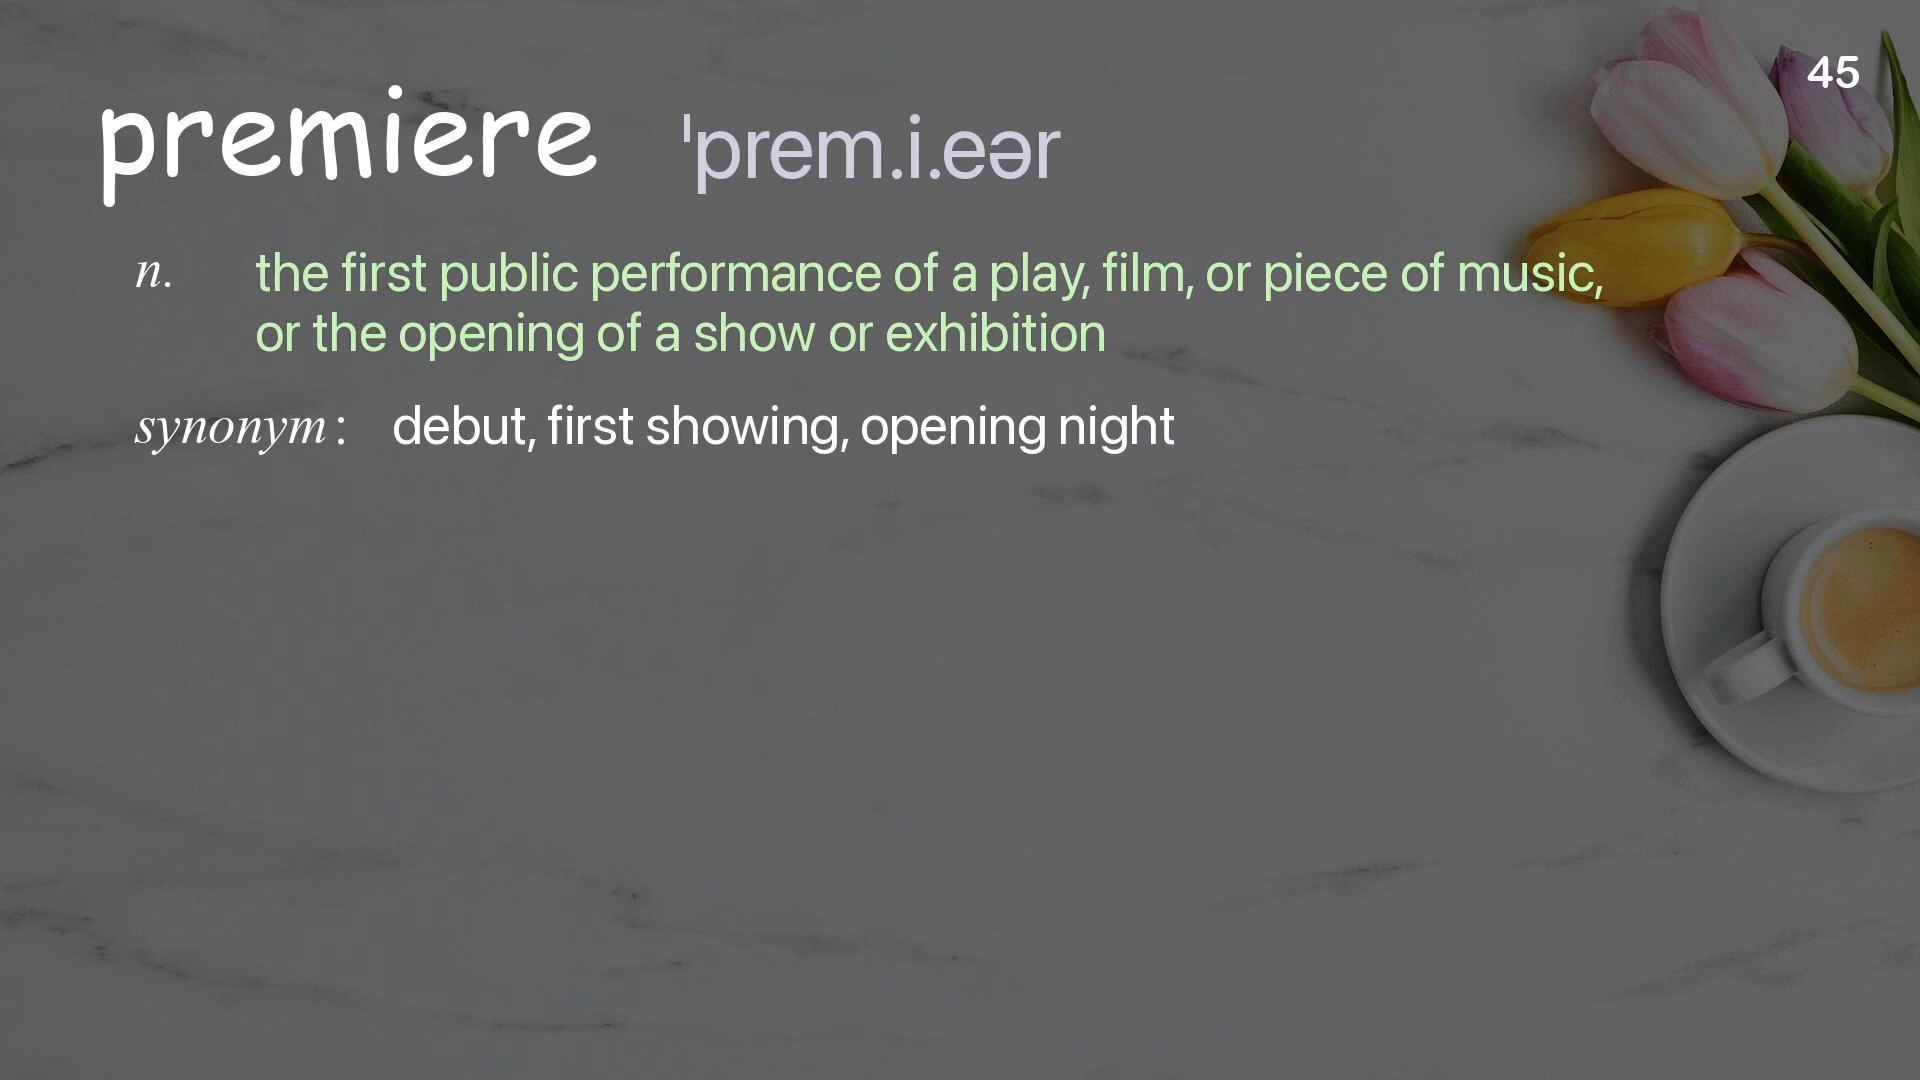 45
premiere ˈprem.i.eər
n. the first public performance of a play, film, or piece of music,
or the opening of a show or exhibition
synonym : debut, first showing, opening night